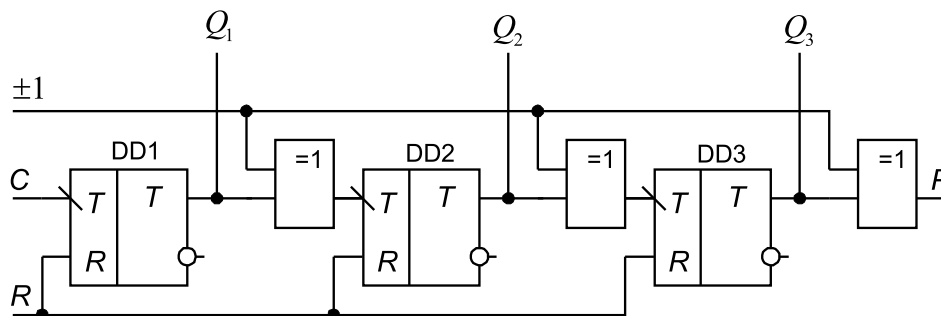 Q1 Q2 Q3
±1
DD1 =1 DD2 =1 DD3 =1
C T T T T T T P
R R R
R